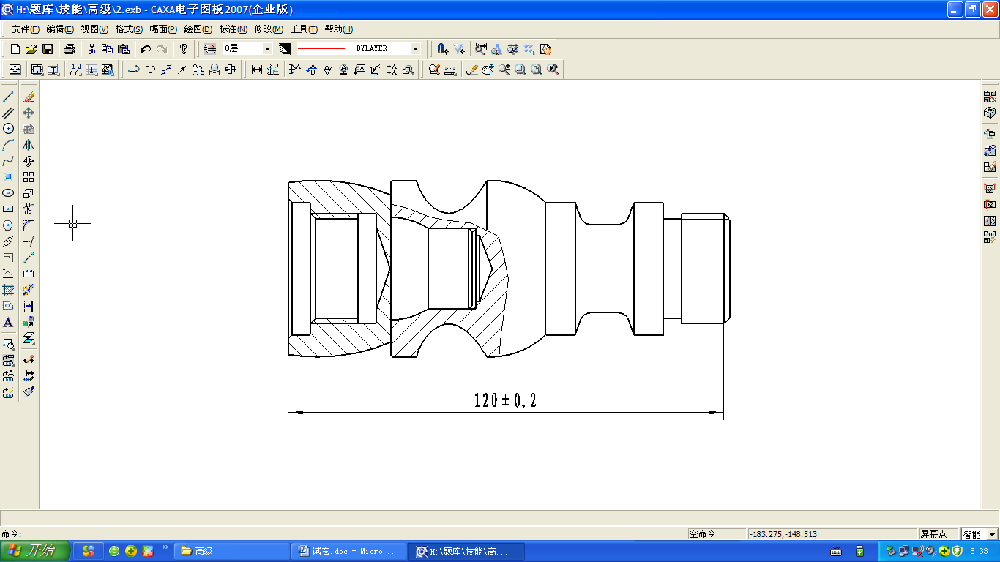 H:\题库\技能\高级\2.exb - CAXA电子图板2007(企业版)
文件(F) 编辑(E) 视图(V) 格式(S) 幅面(P) 绘图(D) 标注(N) 修改(M) 工具(T) 帮助(H)
0层 BYLAYER
120±0.2
命令: 空命令 -183.275,-148.513 屏幕点 智能
开始 高级 试卷.doc - Micro... H:\题库\技能\高... 8:33